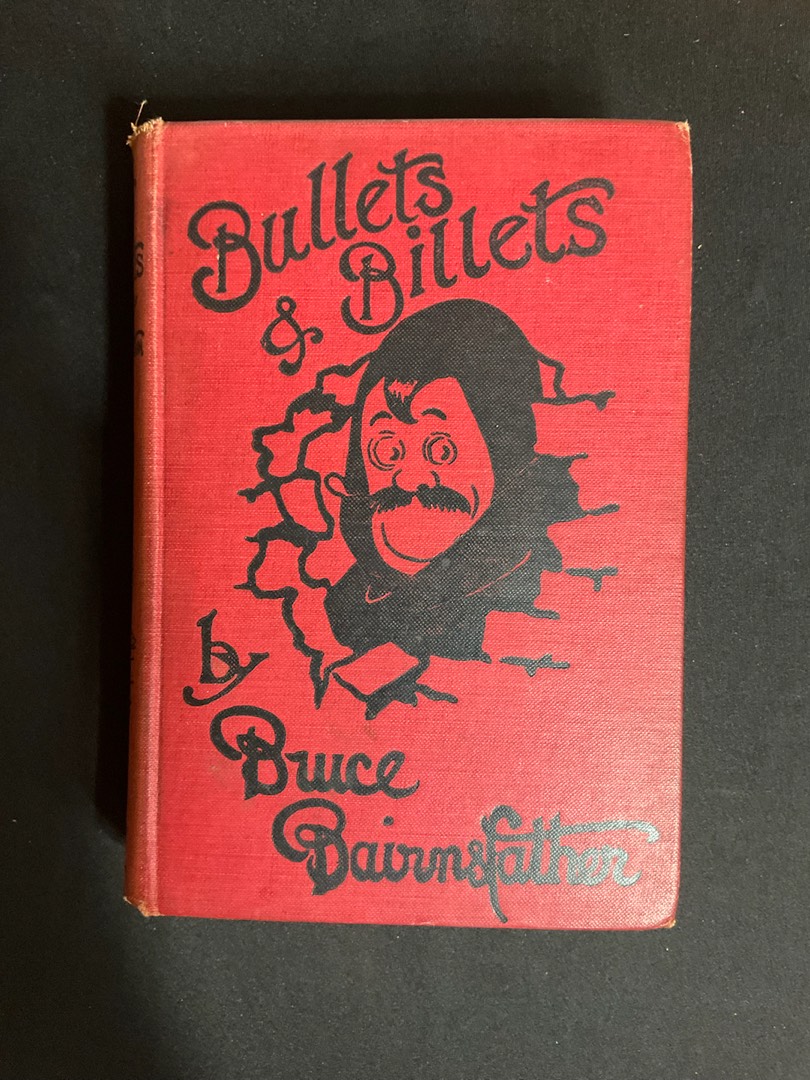 Bullets
& Billets
by
Bruce
Bairnsfather